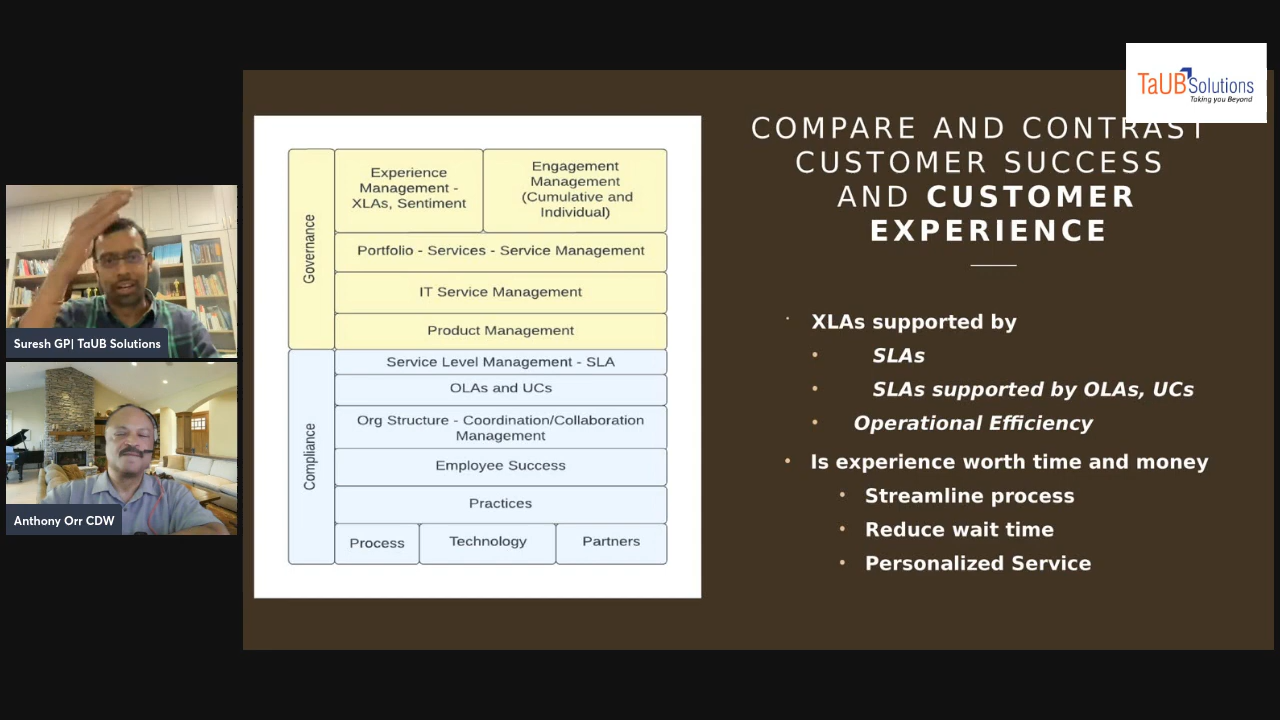 TaUB Solutions
Taking you Beyond
COMPARE AND CONTRAST
CUSTOMER SUCCESS
AND CUSTOMER
EXPERIENCE
XLAs supported by
SLAs
SLAs supported by OLAs, UCs
Operational Efficiency
Is experience worth time and money
Streamline process
Reduce wait time
Personalized Service
Governance
Experience
Management -
XLAs, Sentiment
Engagement
Management
(Cumulative and
Individual)
Portfolio - Services - Service Management
IT Service Management
Product Management
Compliance
Service Level Management - SLA
OLAs and UCs
Org Structure - Coordination/Collaboration
Management
Employee Success
Practices
Process
Technology
Partners
Suresh GP| TaUB Solutions
Anthony Orr CDW